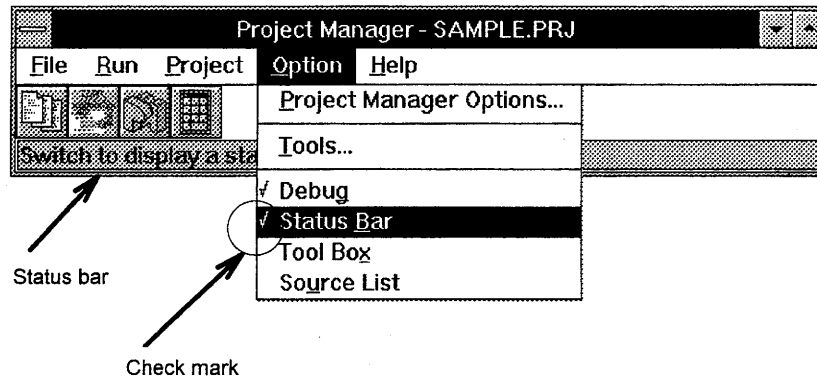 Project Manager - SAMPLE.PRJ
File Run Project Option Help
Project Manager Options...
Tools...
Switch to display a sta
√ Debug
√ Status Bar
Tool Box
Source List
Status bar
Check mark